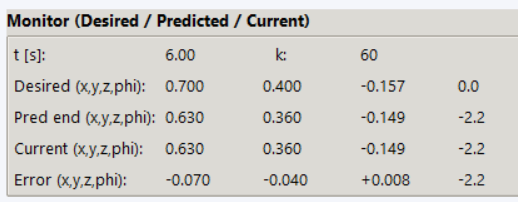 Monitor (Desired / Predicted / Current)
t [s]: 6.00 k: 60
Desired (x,y,z,phi): 0.700 0.400 -0.157 0.0
Pred end (x,y,z,phi): 0.630 0.360 -0.149 -2.2
Current (x,y,z,phi): 0.630 0.360 -0.149 -2.2
Error (x,y,z,phi): -0.070 -0.040 +0.008 -2.2